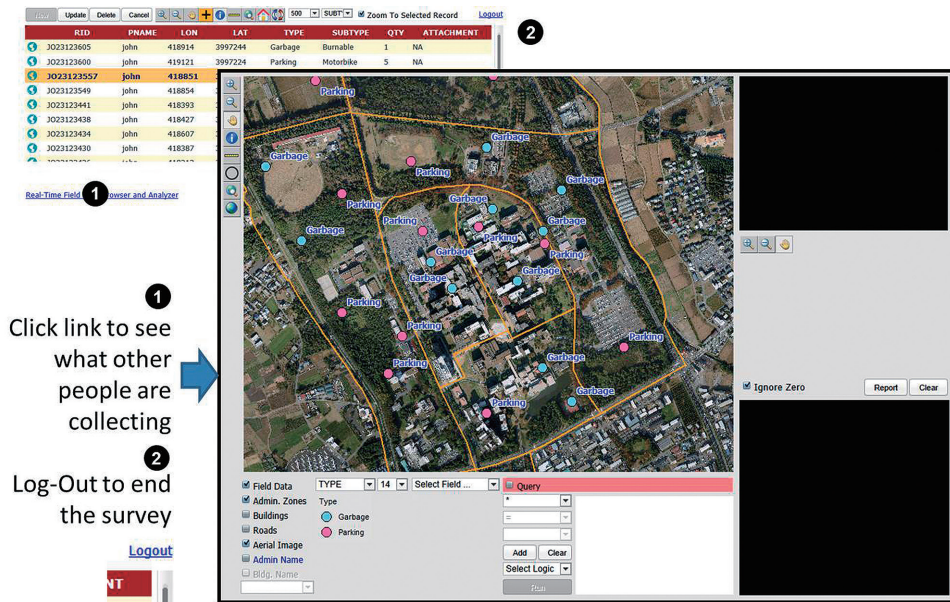 New Update Delete Cancel 500 SUBT Zoom To Selected Record Logout
2
RID PNAME LON LAT TYPE SUBTYPE QTY ATTACHMENT
JO23123605 john 418914 3997244 Garbage Burnable 1 NA
JO23123600 john 419121 3997224 Parking Motorbike 5 NA
JO23123557 john 418851
JO23123549 john 418854
JO23123441 john 418393
JO23123438 john 418427
JO23123434 john 418607
JO23123430 john 418387
Real-Time Field 1 owser and Analyzer
1
Click link to see
what other
people are
collecting
2
Log-Out to end
the survey
Logout
NT
Parking
Parking
Garbage
Garbage
Parking
Garbage
Parking
Garbage
Parking
Garbage
Parking
Garbage
Parking
Garbage
Garbage
Garbage
Parking
Parking
Parking
Garbage
Parking
Garbage
Parking
Ignore Zero Report Clear
Field Data TYPE 14 Select Field ... Query
Admin. Zones Type *
Buildings Garbage =
Roads Parking
Aerial Image
Admin Name Add Clear
Bldg. Name Select Logic
Run